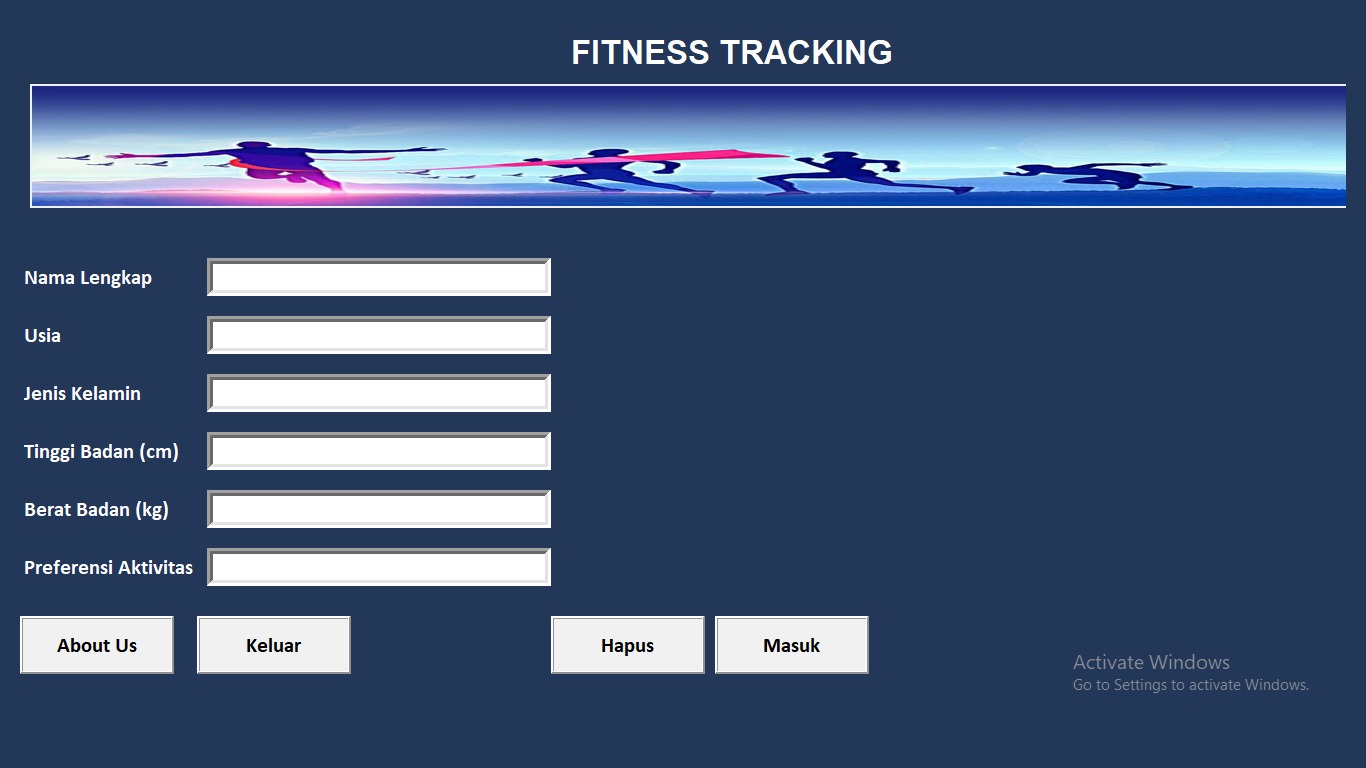 FITNESS TRACKING
Nama Lengkap
Usia
Jenis Kelamin
Tinggi Badan (cm)
Berat Badan (kg)
Preferensi Aktivitas
About Us
Keluar
Hapus
Masuk
Activate Windows
Go to Settings to activate Windows.